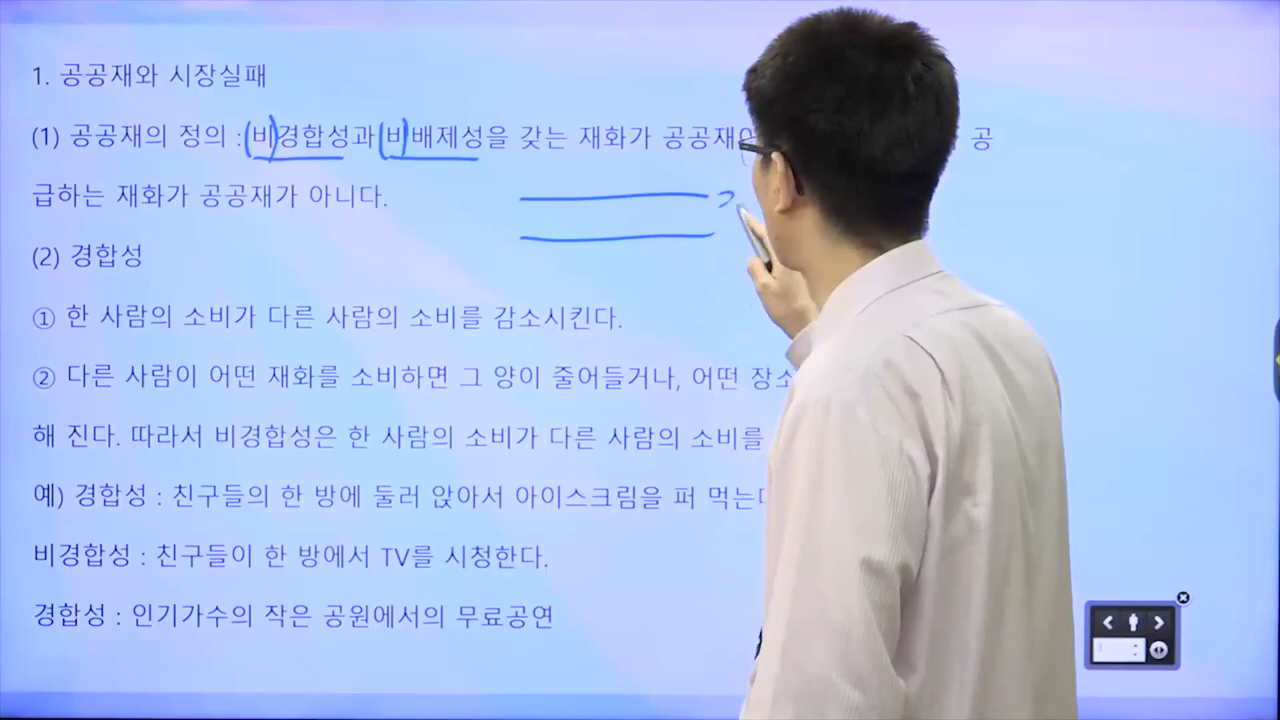 1. 공공재와 시장실패
(1) 공공재의 정의 : (비)경합성과 (비)배제성을 갖는 재화가 공공재 공
급하는 재화가 공공재가 아니다.
(2) 경합성
① 한 사람의 소비가 다른 사람의 소비를 감소시킨다.
② 다른 사람이 어떤 재화를 소비하면 그 양이 줄어들거나, 어떤
해 진다. 따라서 비경합성은 한 사람의 소비가 다른 사람의 소비를
예) 경합성 : 친구들의 한 방에 둘러 앉아서 아이스크림을 퍼
비경합성 : 친구들이 한 방에서 TV를 시청한다.
경합성 : 인기가수의 작은 공원에서의 무료공연